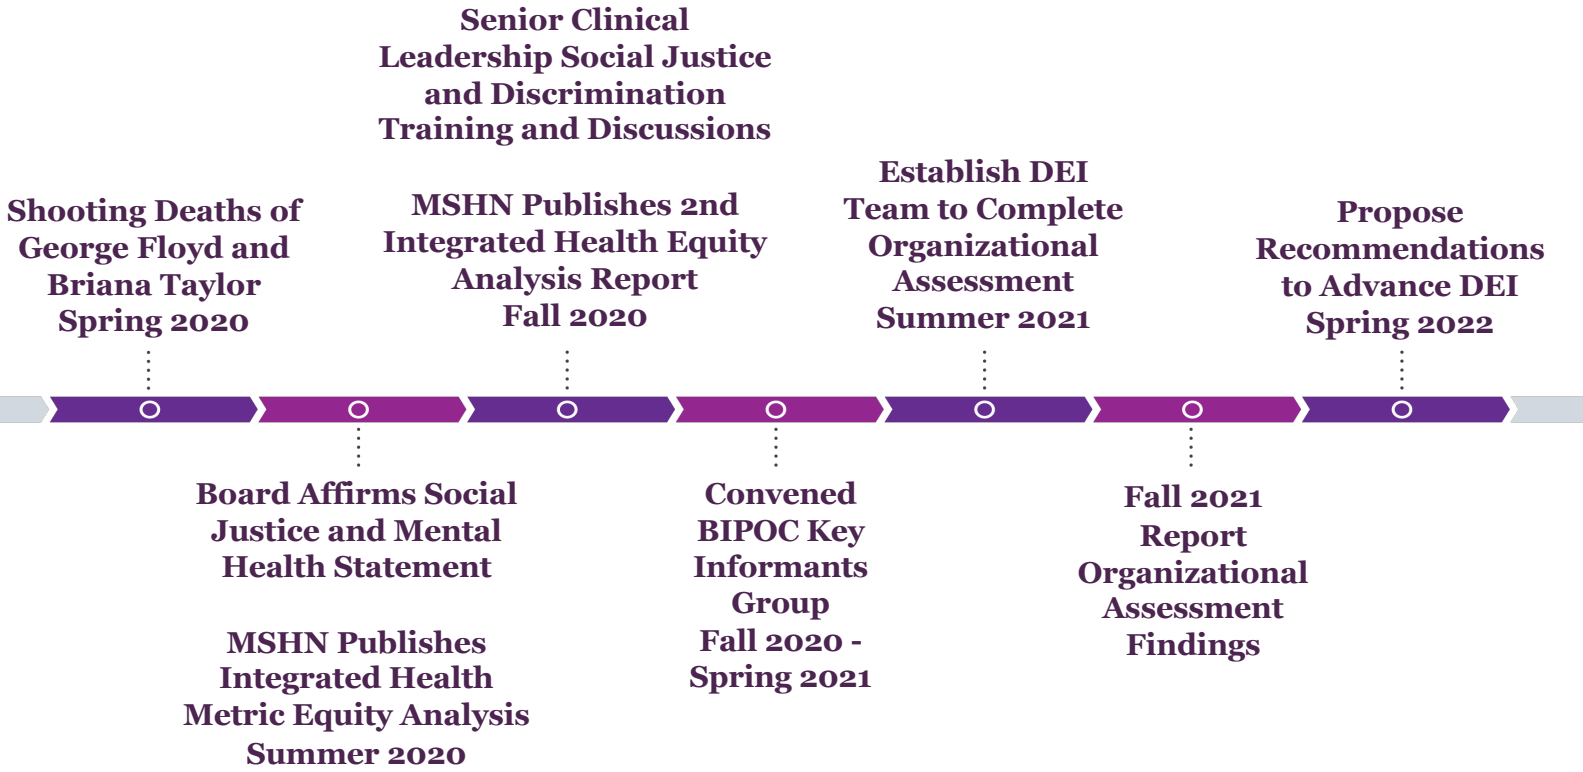 Shooting Deaths of
George Floyd and
Briana Taylor
Spring 2020
Board Affirms Social
Justice and Mental
Health Statement
MSHN Publishes
Integrated Health
Metric Equity Analysis
Summer 2020
Senior Clinical
Leadership Social Justice
and Discrimination
Training and Discussions
MSHN Publishes 2nd
Integrated Health Equity
Analysis Report
Fall 2020
Convened
BIPOC Key
Informants
Group
Fall 2020 -
Spring 2021
Establish DEI
Team to Complete
Organizational
Assessment
Summer 2021
Fall 2021
Report
Organizational
Assessment
Findings
Propose
Recommendations
to Advance DEI
Spring 2022